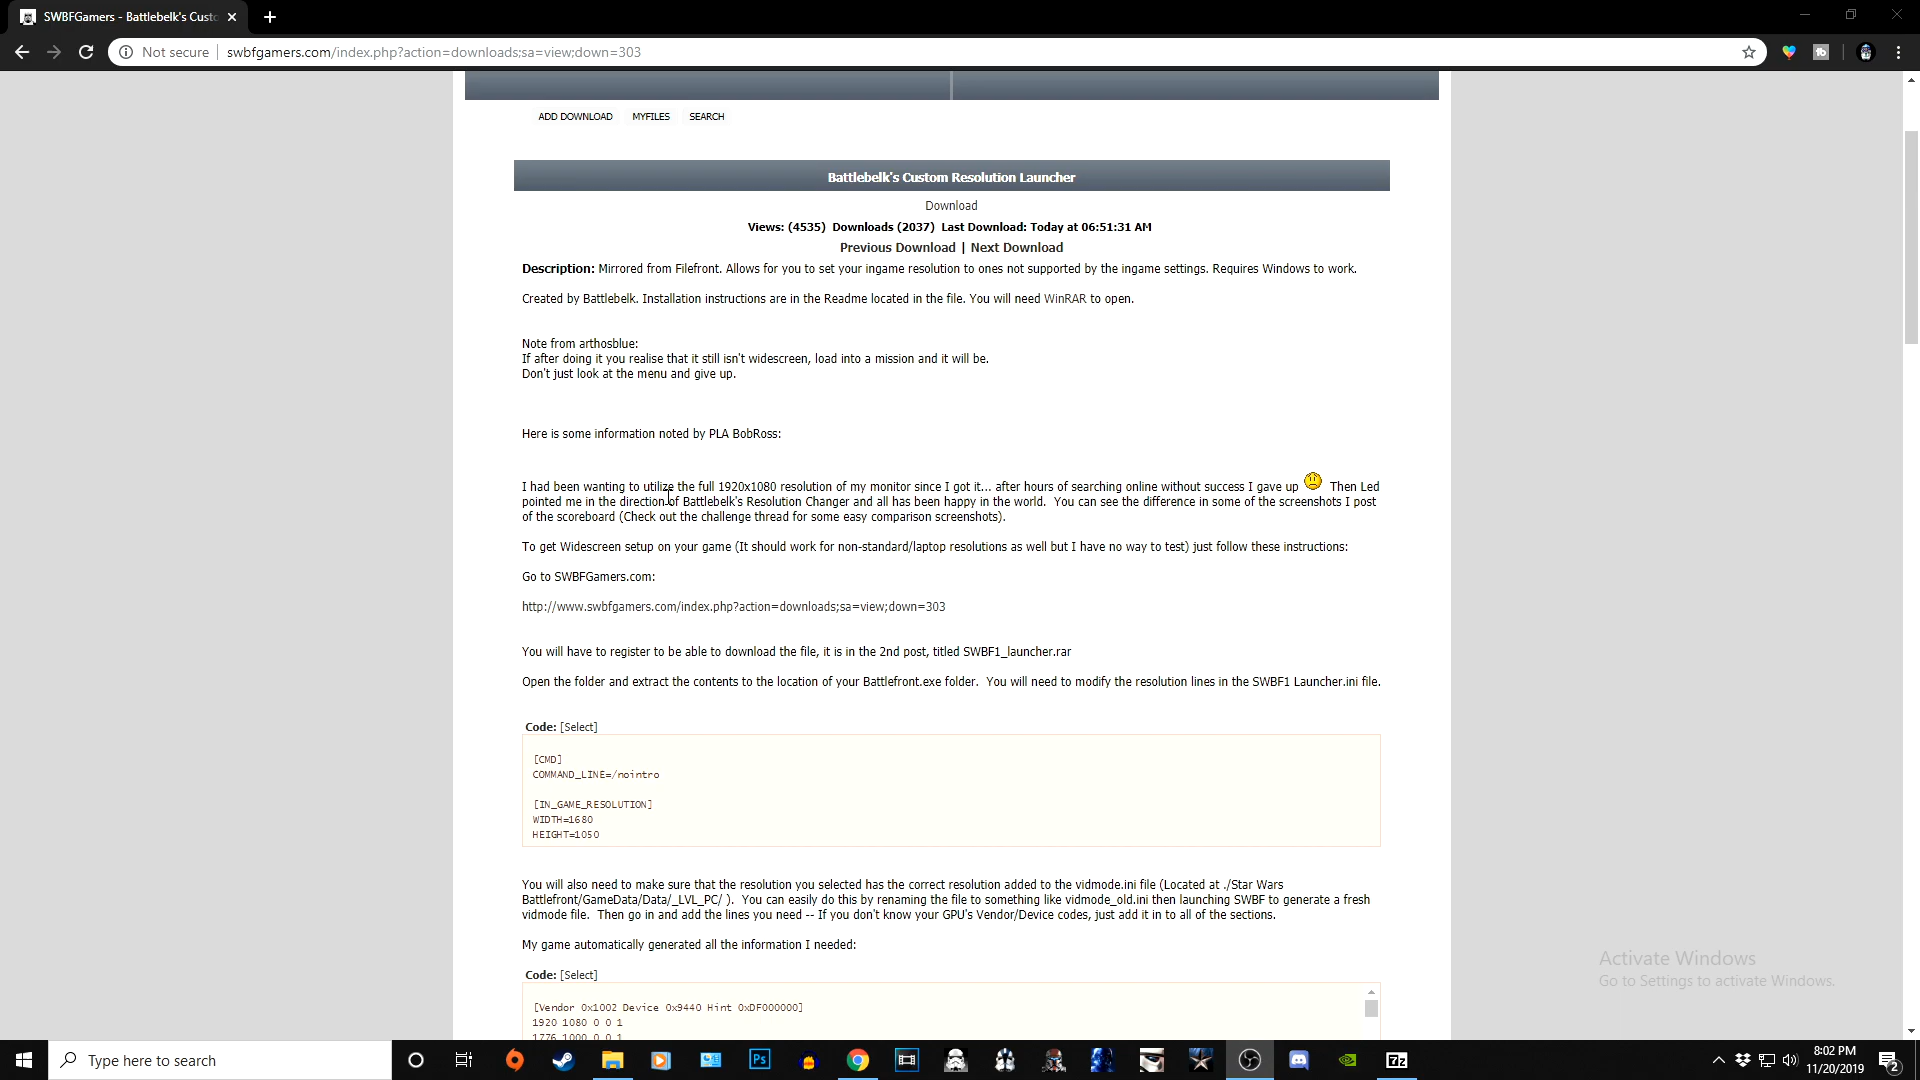 SWBFGamers - Battlebelk's Custo
Not secure swbfgamers.com/index.php?action=downloads;sa=view;down=303
ADD DOWNLOAD MYFILES SEARCH
Battlebelk's Custom Resolution Launcher
Download
Views: (4535) Downloads (2037) Last Download: Today at 06:51:31 AM
Previous Download | Next Download
Description: Mirrored from Filefront. Allows for you to set your ingame resolution to ones not supported by the ingame settings. Requires Windows to work.
Created by Battlebelk. Installation instructions are in the Readme located in the file. You will need WinRAR to open.
Note from arthosblue:
If after doing it you realise that it still isn't widescreen, load into a mission and it will be.
Don't just look at the menu and give up.
Here is some information noted by PLA BobRoss:
I had been wanting to utilize the full 1920x1080 resolution of my monitor since I got it... after hours of searching online without success I gave up Then Led
pointed me in the direction of Battlebelk's Resolution Changer and all has been happy in the world. You can see the difference in some of the screenshots I post
of the scoreboard (Check out the challenge thread for some easy comparison screenshots).
To get Widescreen setup on your game (It should work for non-standard/laptop resolutions as well but I have no way to test) just follow these instructions:
Go to SWBFGamers.com:
http://www.swbfgamers.com/index.php?action=downloads;sa=view;down=303
You will have to register to be able to download the file, it is in the 2nd post, titled SWBF1_launcher.rar
Open the folder and extract the contents to the location of your Battlefront.exe folder. You will need to modify the resolution lines in the SWBF1 Launcher.ini file.
Code: [Select]
[CMD]
COMMAND_LINE=/nointro
[IN_GAME_RESOLUTION]
WIDTH=1680
HEIGHT=1050
You will also need to make sure that the resolution you selected has the correct resolution added to the vidmode.ini file (Located at ./Star Wars
Battlefront/GameData/Data/_LVL_PC/ ). You can easily do this by renaming the file to something like vidmode_old.ini then launching SWBF to generate a fresh
vidmode file. Then go in and add the lines you need -- If you don't know your GPU's Vendor/Device codes, just add it in to all of the sections.
My game automatically generated all the information I needed:
Code: [Select]
[Vendor 0x1002 Device 0x9440 Hint 0xDF000000]
1920 1080 0 0 1
1776 1000 0 0 1
Activate Windows
Go to Settings to activate Windows.
Type here to search
Ps
7z
8:02 PM
11/20/2019
2